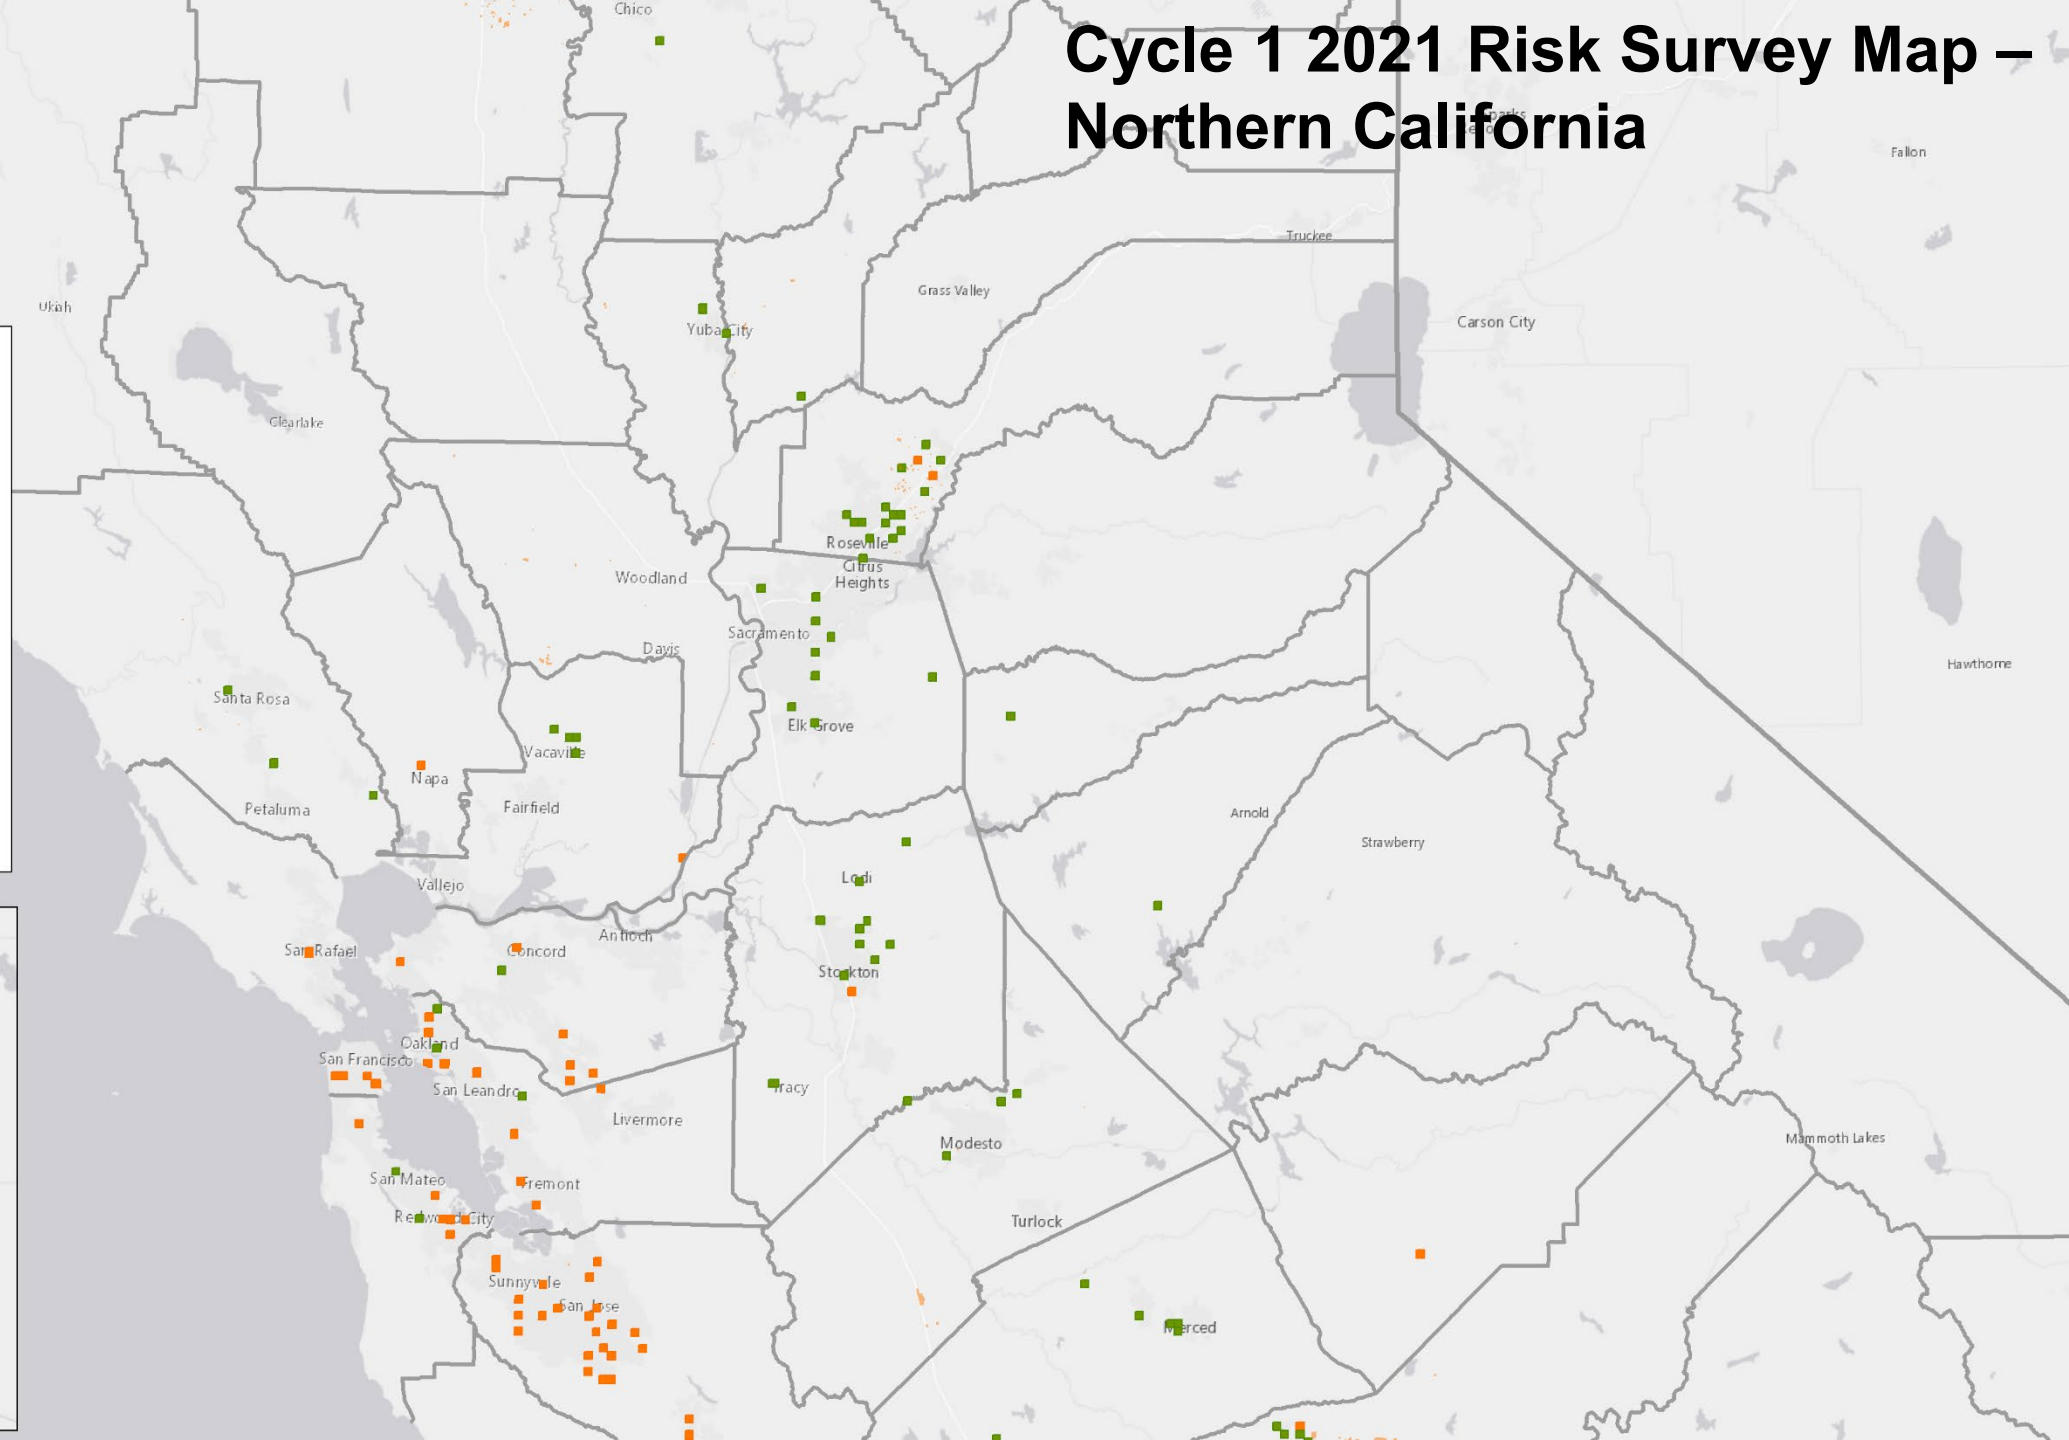 Chico
Cycle 1 2021 Risk Survey Map –
Northern California
Sparks
Reno
Fallon
Truckee
Grass Valley
Ukiah
Carson City
Yuba City
Clearlake
Roseville
Citrus
Heights
Woodland
Sacramento
Davis
Hawthorne
Santa Rosa
Elk Grove
Vacaville
Napa
Petaluma
Fairfield
Arnold
Strawberry
Lodi
Vallejo
Antioch
San Rafael
Concord
Stockton
Oakland
San Francisco
San Leandro
Tracy
Livermore
Modesto
Mammoth Lakes
San Mateo
Fremont
Redwood City
Turlock
Sunnyvale
San Jose
Merced